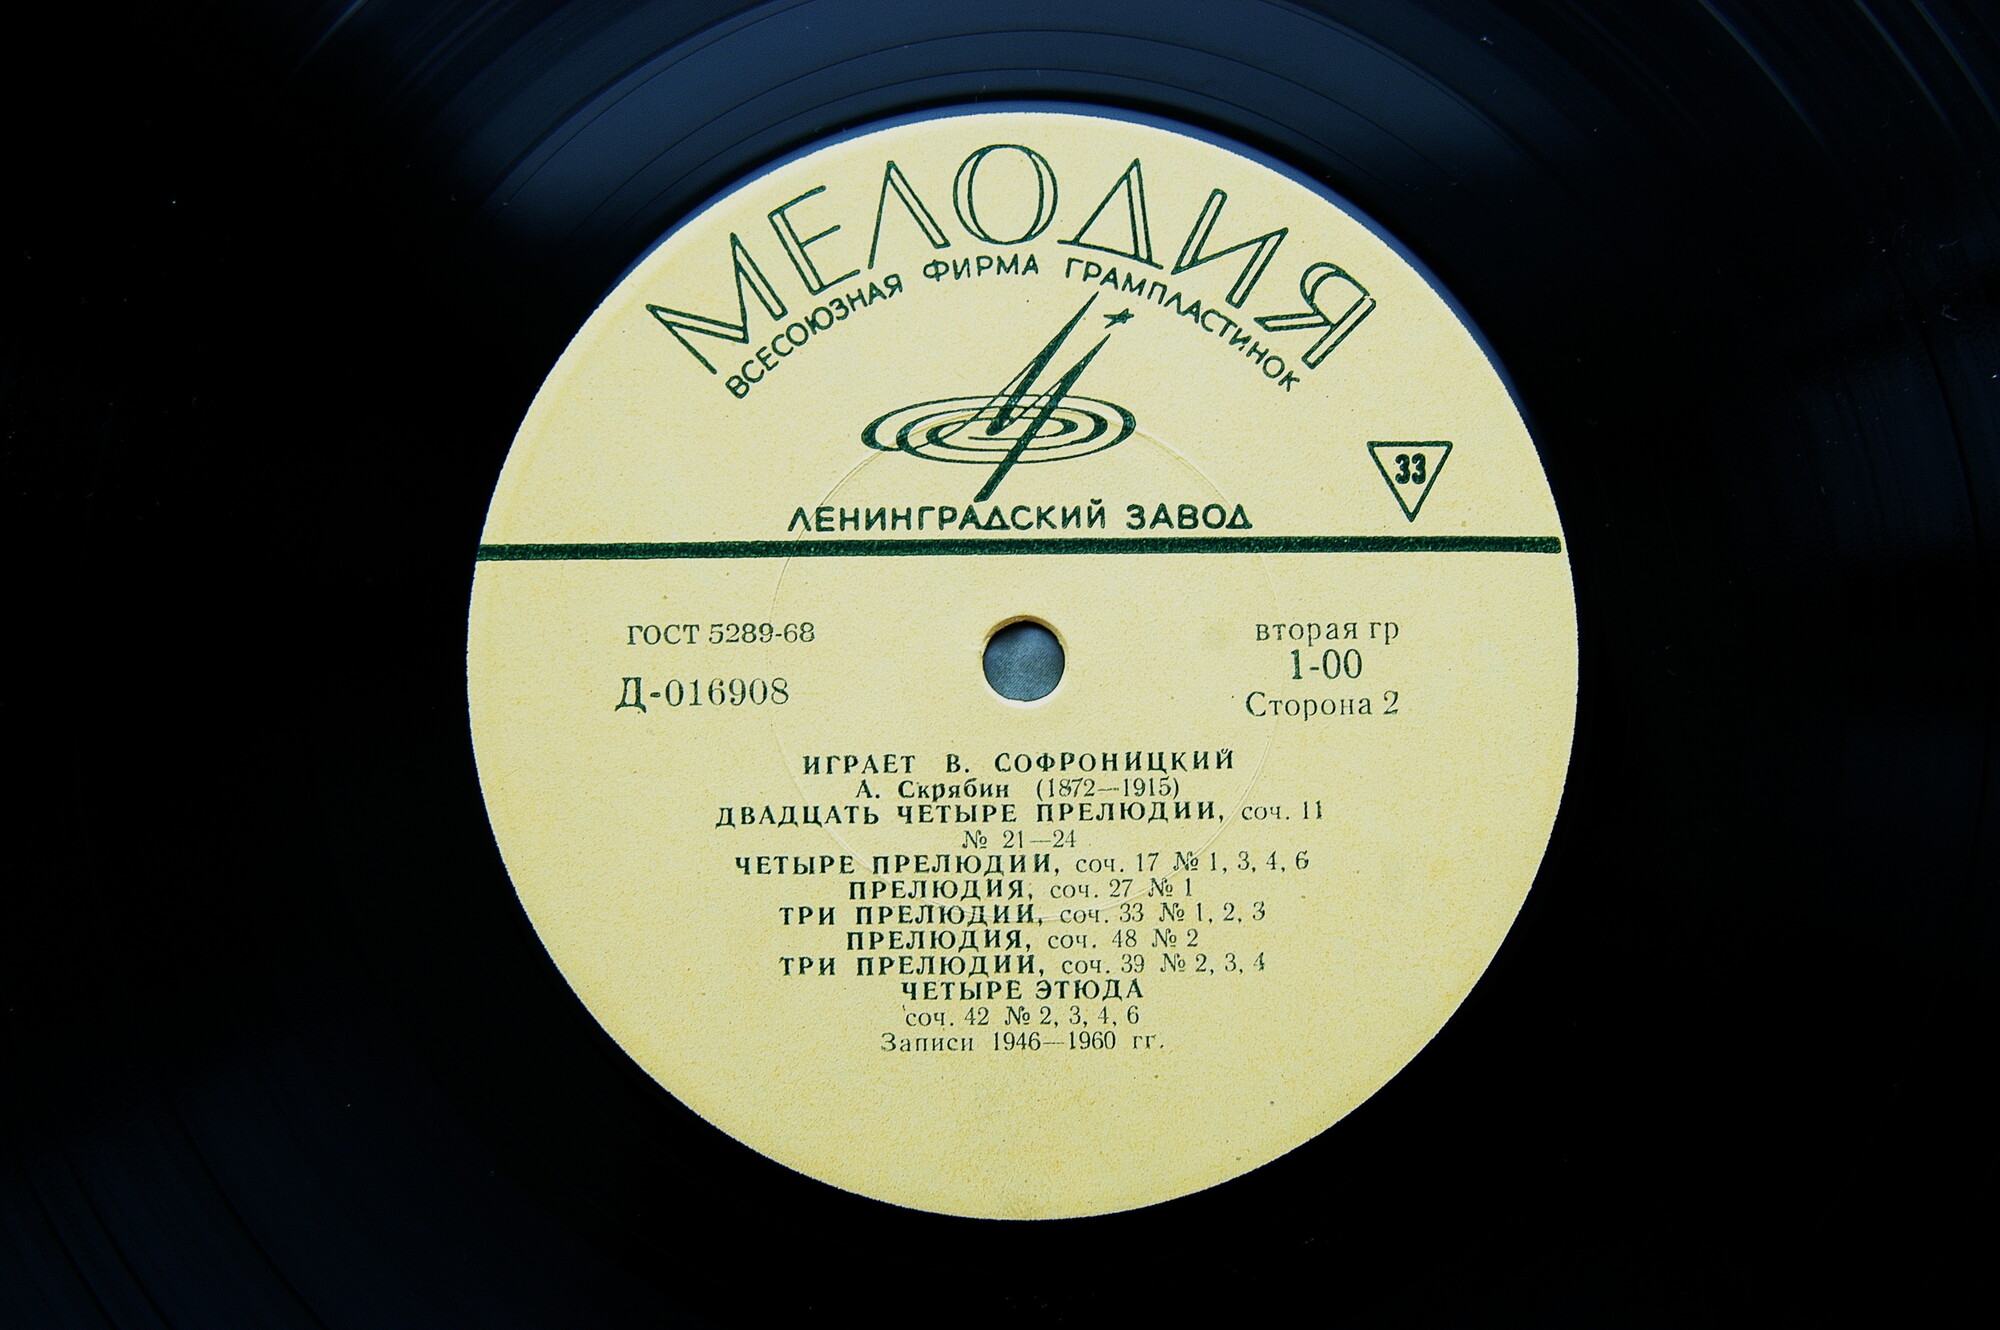 МЕЛОДИЯ
ВСЕСОЮЗНАЯ ФИРМА ГРАМПЛАСТИНОК
33
ЛЕНИНГРАДСКИЙ ЗАВОД
ГОСТ 5289-68
Д-016908
вторая гр
1-00
Сторона 2
ИГРАЕТ В. СОФРОНИЦКИЙ
А. Скрябин (1872—1915)
ДВАДЦАТЬ ЧЕТЫРЕ ПРЕЛЮДИИ, соч. 11
№ 21—24
ЧЕТЫРЕ ПРЕЛЮДИИ, соч. 17 № 1, 3, 4, 6
ПРЕЛЮДИЯ, соч. 27 № 1
ТРИ ПРЕЛЮДИИ, соч. 33 № 1, 2, 3
ПРЕЛЮДИЯ, соч. 48 № 2
ТРИ ПРЕЛЮДИИ, соч. 39 № 2, 3, 4
ЧЕТЫРЕ ЭТЮДА
соч. 42 № 2, 3, 4, 6
Записи 1946—1960 гг.